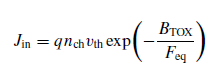 J_in = q n_ch v_th exp(−B_TOX/F_eq)